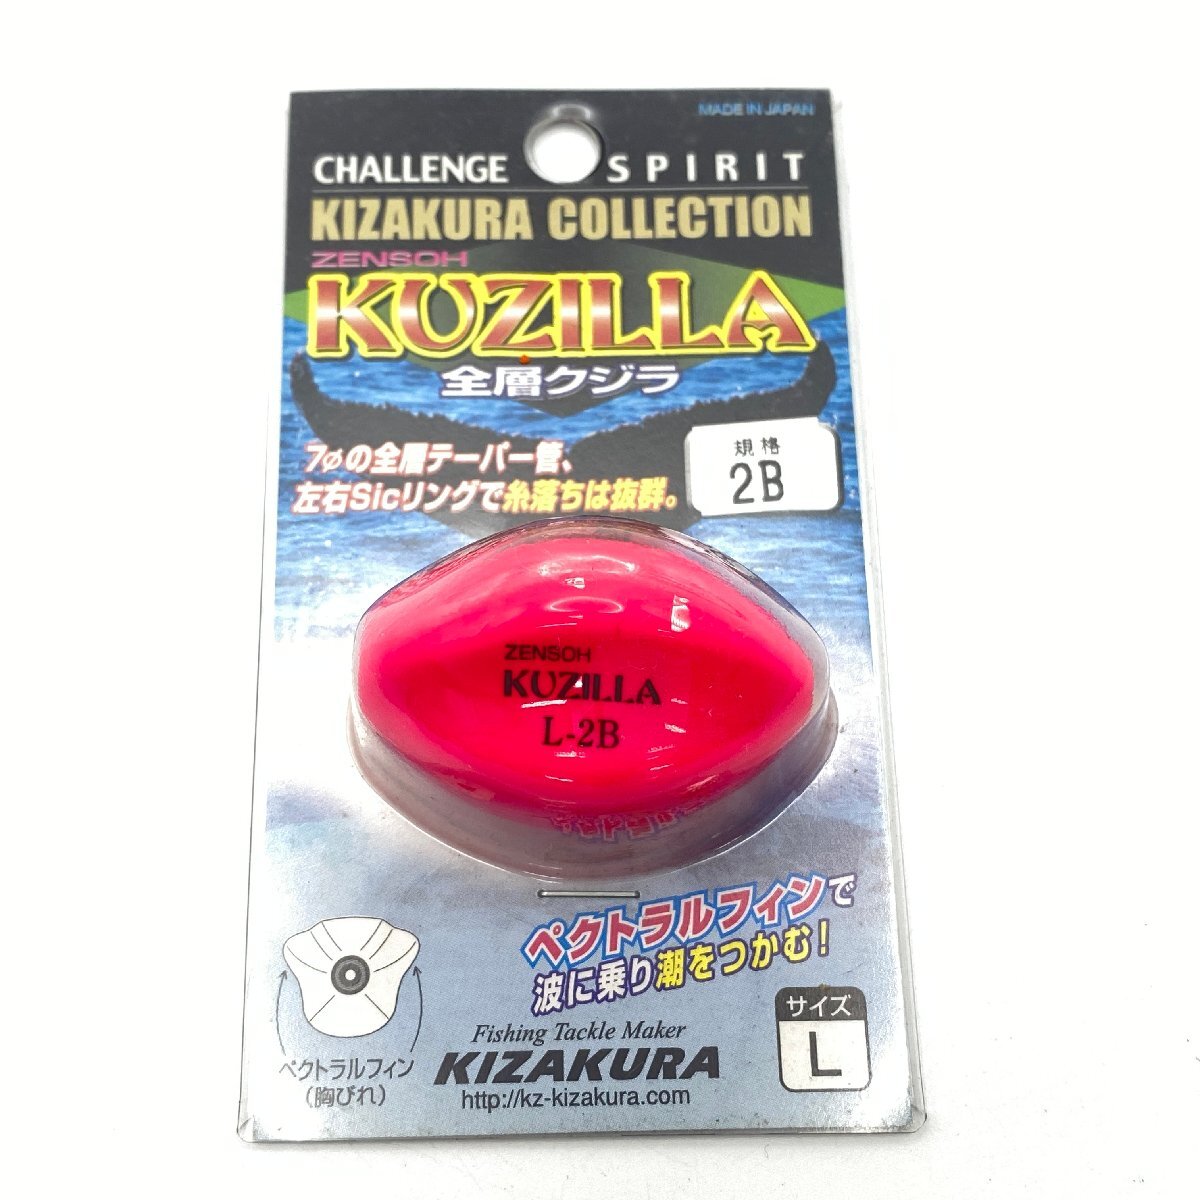 MADE IN JAPAN
CHALLENGE SPIRIT
KIZAKURA COLLECTION
ZENSOH
KUZILLA
全層クジラ
7φの全層テーパー管、
左右Sicリングで糸落ちは抜群。
規格
2B
ZENSOH
KUZILLA
L-2B
ペクトラルフィンで
波に乗り潮をつかむ!
サイズ
L
ペクトラルフィン
(胸びれ)
Fishing Tackle Maker
KIZAKURA
http://kz-kizakura.com